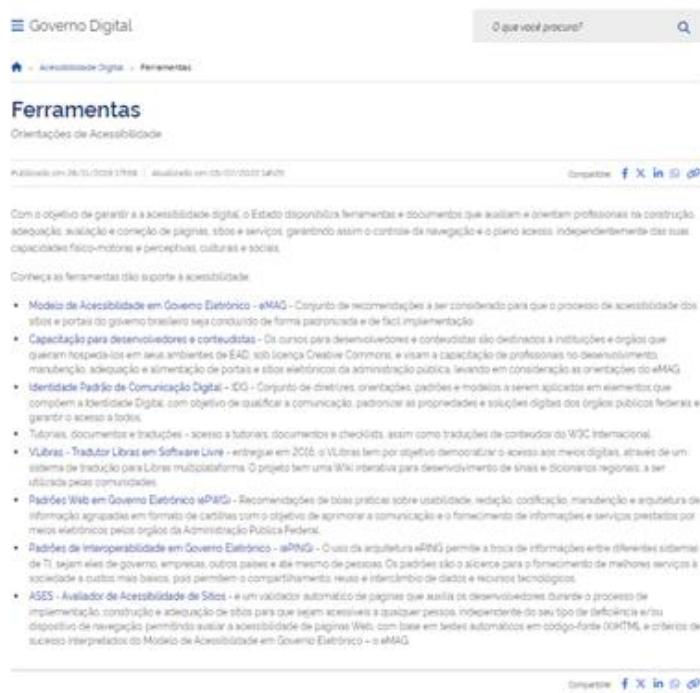 Governo Digital
O que você procura?
Acessibilidade Digital > Ferramentas
Ferramentas
Orientações de Acessibilidade
Publicado em 28/11/2019 Atualizado em
Compartilhe:
Com o objetivo de garantir a a acessibilidade digital, o Estado disponibiliza ferramentas e documentos que auxiliam e orientam profissionais na construção,
adequação, avaliação e correção de páginas, sítios e serviços, garantindo assim o controle da navegação e o pleno acesso, independentemente das suas
capacidades físico-motoras e perceptivas, culturais e sociais.
Conheça as ferramentas dão suporte à acessibilidade:
Modelo de Acessibilidade em Governo Eletrônico - eMAG - Conjunto de recomendações a ser considerado para que o processo de acessibilidade dos
sítios e portais do governo brasileiro seja conduzido de forma padronizada e de fácil implementação.
Capacitação para desenvolvedores e conteudistas - Os cursos para desenvolvedores e conteudistas são destinados a instituições e órgãos que
queiram hospedá-los em seus ambientes de EAD, sob licença Creative Commons, e visam a capacitação de profissionais no desenvolvimento,
manutenção, adequação e alimentação de portais e sítios eletrônicos da administração pública, levando em consideração as orientações do eMAG.
Identidade Padrão de Comunicação Digital - IDG - Conjunto de diretrizes, orientações, padrões e modelos a serem aplicados em elementos que
compõem a Identidade Digital, com objetivo de qualificar a comunicação, padronizar as propriedades e soluções digitais dos órgãos públicos federais e
garantir o acesso a todos.
Tutoriais, documentos e traduções - acesso a tutoriais, documentos e checklists, assim como traduções de conteúdos do W3C Internacional.
VLibras - Tradutor Libras em Software Livre - entregue em 2016, o VLibras tem por objetivo democratizar o acesso aos meios digitais, através de um
sistema de tradução para Libras multiplataforma. O projeto tem uma Wiki interativa para desenvolvimento de sinais e dicionários regionais, a ser
utilizada pelas comunidades.
Padrões Web em Governo Eletrônico (ePWG) - Recomendações de boas práticas sobre usabilidade, redação, codificação, manutenção e arquitetura de
informação agrupadas em formato de cartilhas com o objetivo de aprimorar a comunicação e o fornecimento de informações e serviços prestados por
meios eletrônicos pelos órgãos da Administração Pública Federal.
Padrões de Interoperabilidade em Governo Eletrônico - (ePING) - O uso da arquitetura ePING permite a troca de informações entre diferentes sistemas
de TI, sejam eles de governo, empresas, outros países e até mesmo de pessoas. Os padrões são o alicerce para o fornecimento de melhores serviços à
sociedade a custos mais baixos, pois permitem o compartilhamento, reuso e intercâmbio de dados e recursos tecnológicos.
ASES - Avaliador de Acessibilidade de Sítios - é um validador automático de páginas que auxilia os desenvolvedores durante o processo de
implementação, construção e adequação de sítios para que sejam acessíveis a qualquer pessoa, independente do seu tipo de deficiência e/ou
dispositivo de navegação, permitindo avaliar a acessibilidade de páginas Web, com base em testes automáticos em código-fonte (X)HTML e critérios de
sucesso interpretados do Modelo de Acessibilidade em Governo Eletrônico – o eMAG.
Compartilhe: